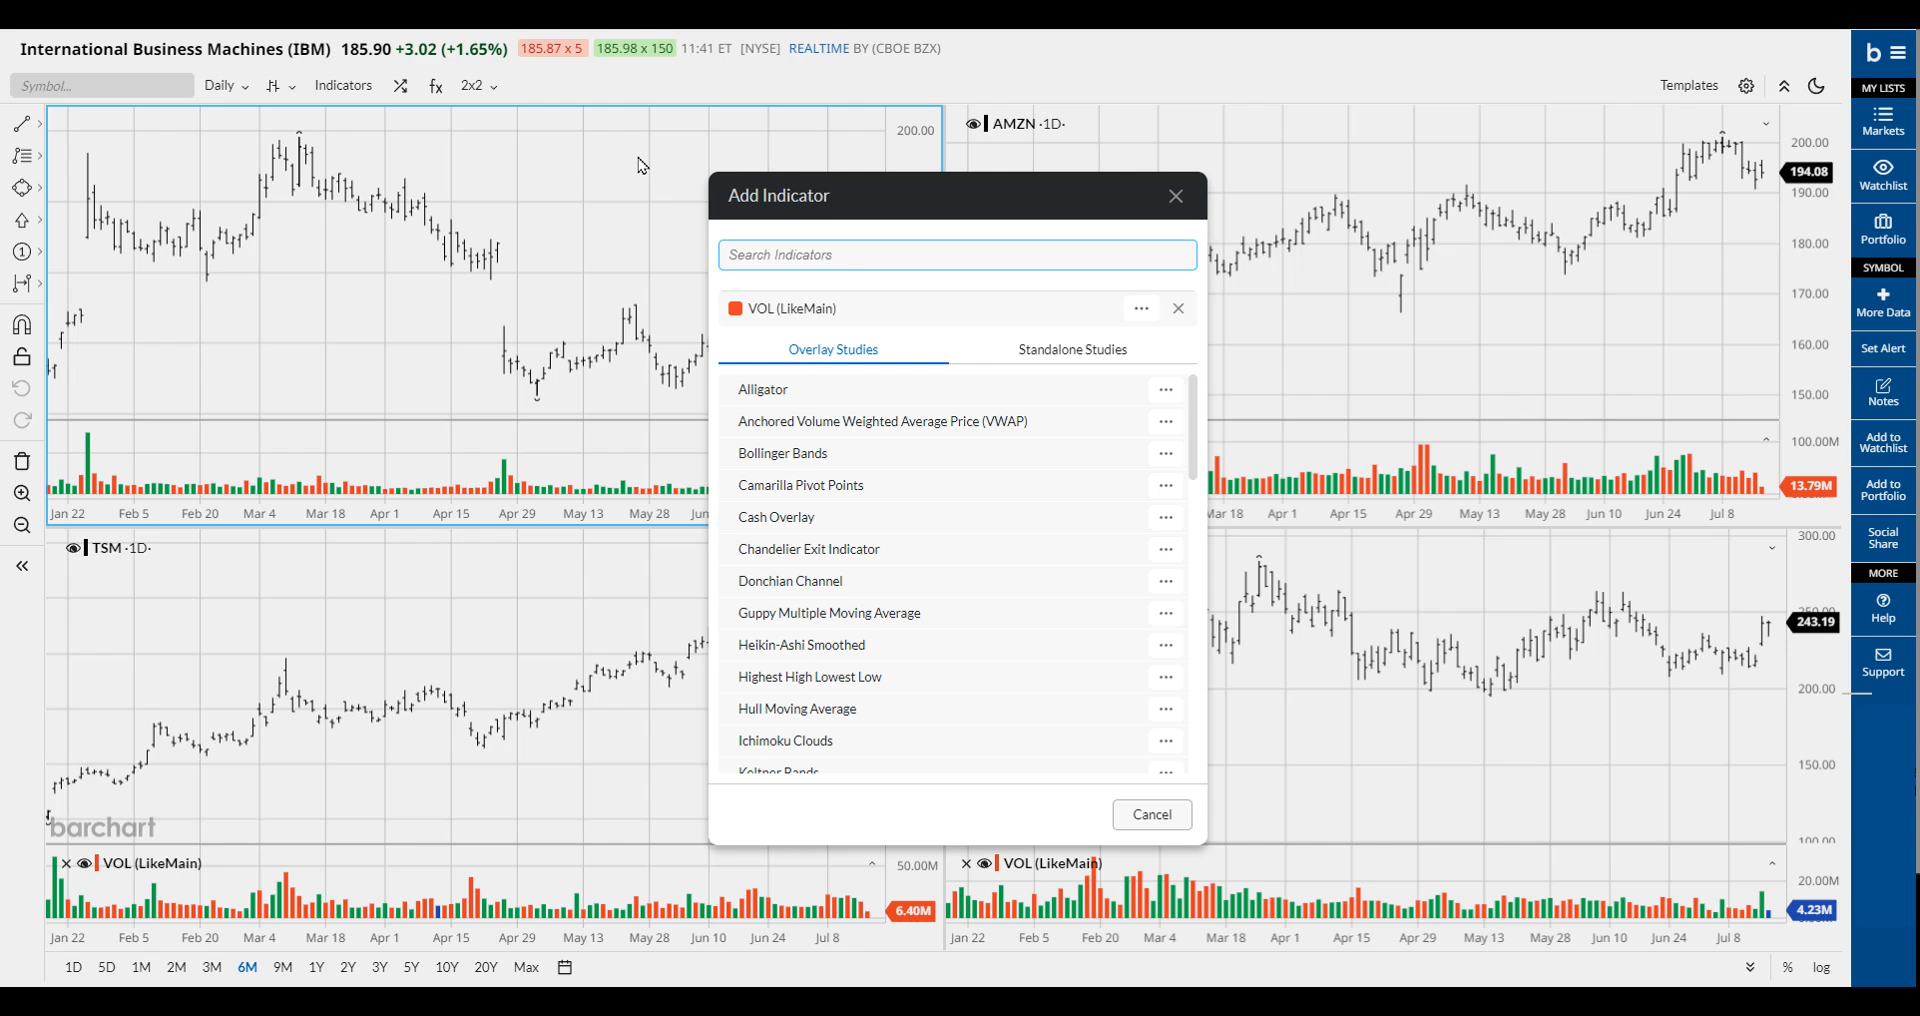 International Business Machines (IBM) 185.90 +3.02 (+1.65%) 185.87 x 5 185.98 x 150 11:41 ET [NYSE] REALTIME BY (CBOE BZX)
Symbol... Daily Indicators fx 2x2 Templates
b
MY LISTS
Markets
Watchlist
Portfolio
SYMBOL
More Data
Set Alert
Notes
Add to
Watchlist
Add to
Portfolio
Social
Share
MORE
Help
Support
200.00
AMZN ·1D·
200.00
194.08
190.00
180.00
170.00
160.00
150.00
100.00M
13.79M
Jan 22 Feb 5 Feb 20 Mar 4 Mar 18 Apr 1 Apr 15 Apr 29 May 13 May 28
Apr 1 Apr 15 Apr 29 May 13 May 28 Jun 10 Jun 24 Jul 8
Add Indicator
Search Indicators
VOL (LikeMain)
Overlay Studies Standalone Studies
Alligator
Anchored Volume Weighted Average Price (VWAP)
Bollinger Bands
Camarilla Pivot Points
Cash Overlay
Chandelier Exit Indicator
Donchian Channel
Guppy Multiple Moving Average
Heikin-Ashi Smoothed
Highest High Lowest Low
Hull Moving Average
Ichimoku Clouds
Keltner Bands
Cancel
TSM ·1D·
barchart
VOL (LikeMain)
50.00M
6.40M
Jan 22 Feb 5 Feb 20 Mar 4 Mar 18 Apr 1 Apr 15 Apr 29 May 13 May 28 Jun 10 Jun 24 Jul 8
300.00
250.00
243.19
200.00
150.00
100.00
VOL (LikeMain)
20.00M
4.23M
Jan 22 Feb 5 Feb 20 Mar 4 Mar 18 Apr 1 Apr 15 Apr 29 May 13 May 28 Jun 10 Jun 24 Jul 8
1D 5D 1M 2M 3M 6M 9M 1Y 2Y 3Y 5Y 10Y 20Y Max % log